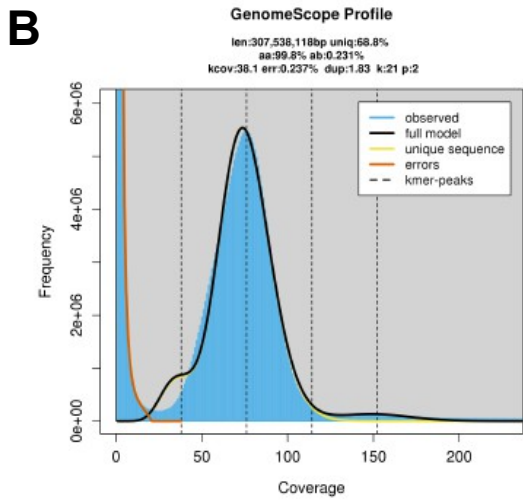 B
GenomeScope Profile
len:307,538,118bp uniq:68.8%
aa:99.8% ab:0.231%
kcov:38.1 err:0.237% dup:1.83 k:21 p:2
observed
full model
unique sequence
errors
kmer-peaks
Frequency
6e+06
4e+06
2e+06
0e+00
0 50 100 150 200
Coverage